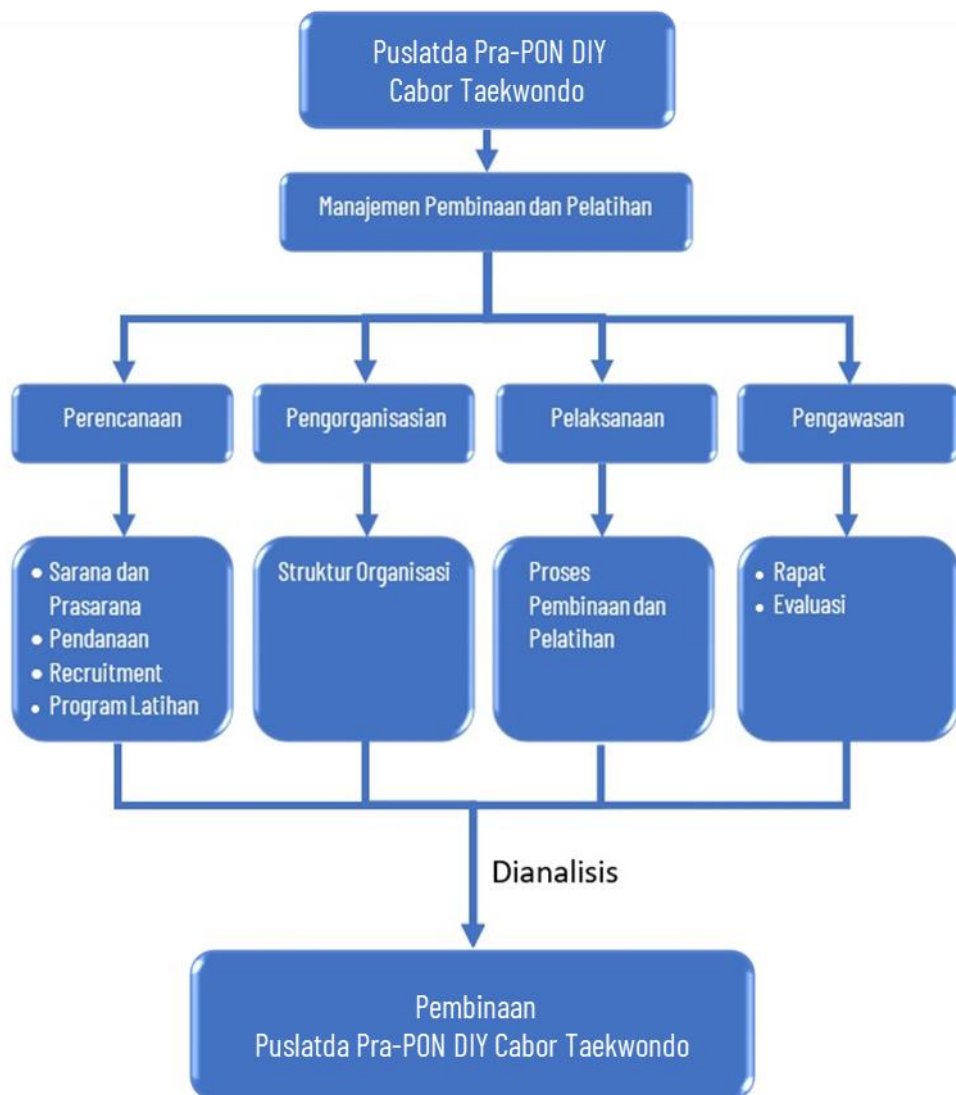 Puslatda Pra-PON DIY
Cabor Taekwondo
Manajemen Pembinaan dan Pelatihan
Perencanaan
Pengorganisasian
Pelaksanaan
Pengawasan
• Sarana dan
Prasarana
• Pendanaan
• Recruitment
• Program Latihan
Struktur Organisasi
Proses
Pembinaan dan
Pelatihan
• Rapat
• Evaluasi
Dianalisis
Pembinaan
Puslatda Pra-PON DIY Cabor Taekwondo